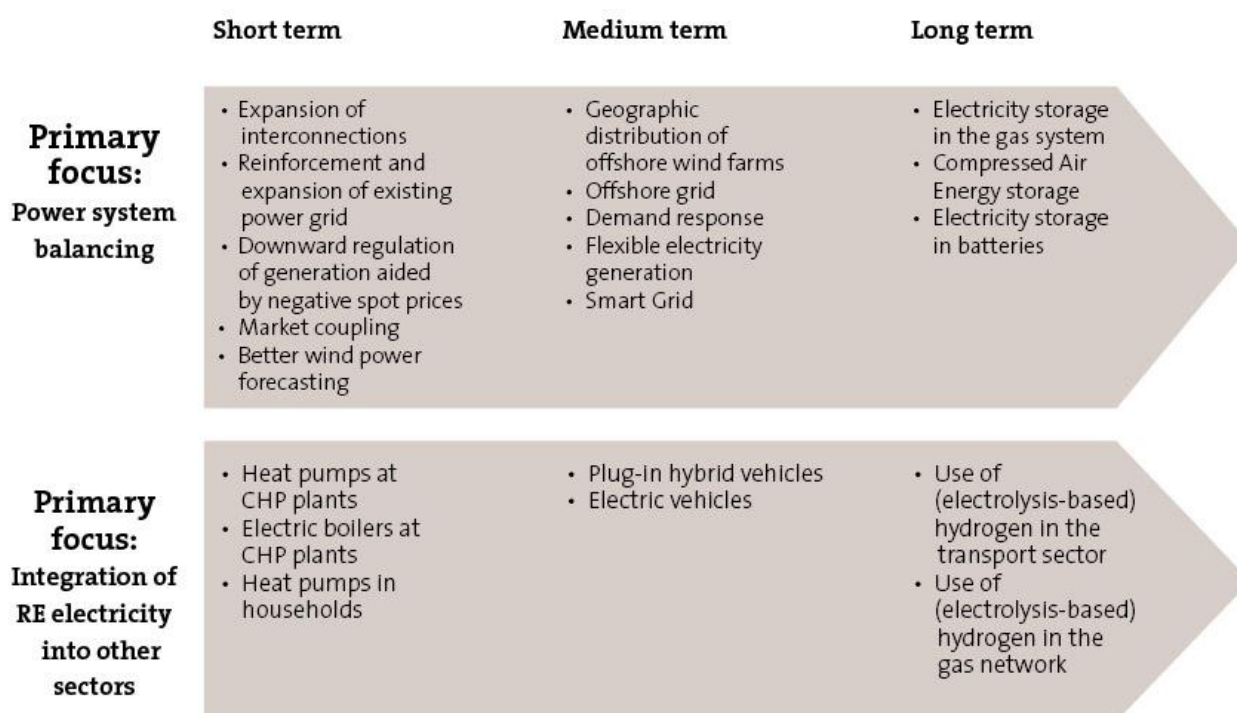 Short term
Medium term
Long term
Primary
focus:
Power system
balancing
• Expansion of
interconnections
• Reinforcement and
expansion of existing
power grid
• Downward regulation
of generation aided
by negative spot prices
• Market coupling
• Better wind power
forecasting
• Geographic
distribution of
offshore wind farms
• Offshore grid
• Demand response
• Flexible electricity
generation
• Smart Grid
• Electricity storage
in the gas system
• Compressed Air
Energy storage
• Electricity storage
in batteries
Primary
focus:
Integration of
RE electricity
into other
sectors
• Heat pumps at
CHP plants
• Electric boilers at
CHP plants
• Heat pumps in
households
• Plug-in hybrid vehicles
• Electric vehicles
• Use of
(electrolysis-based)
hydrogen in the
transport sector
• Use of
(electrolysis-based)
hydrogen in the
gas network